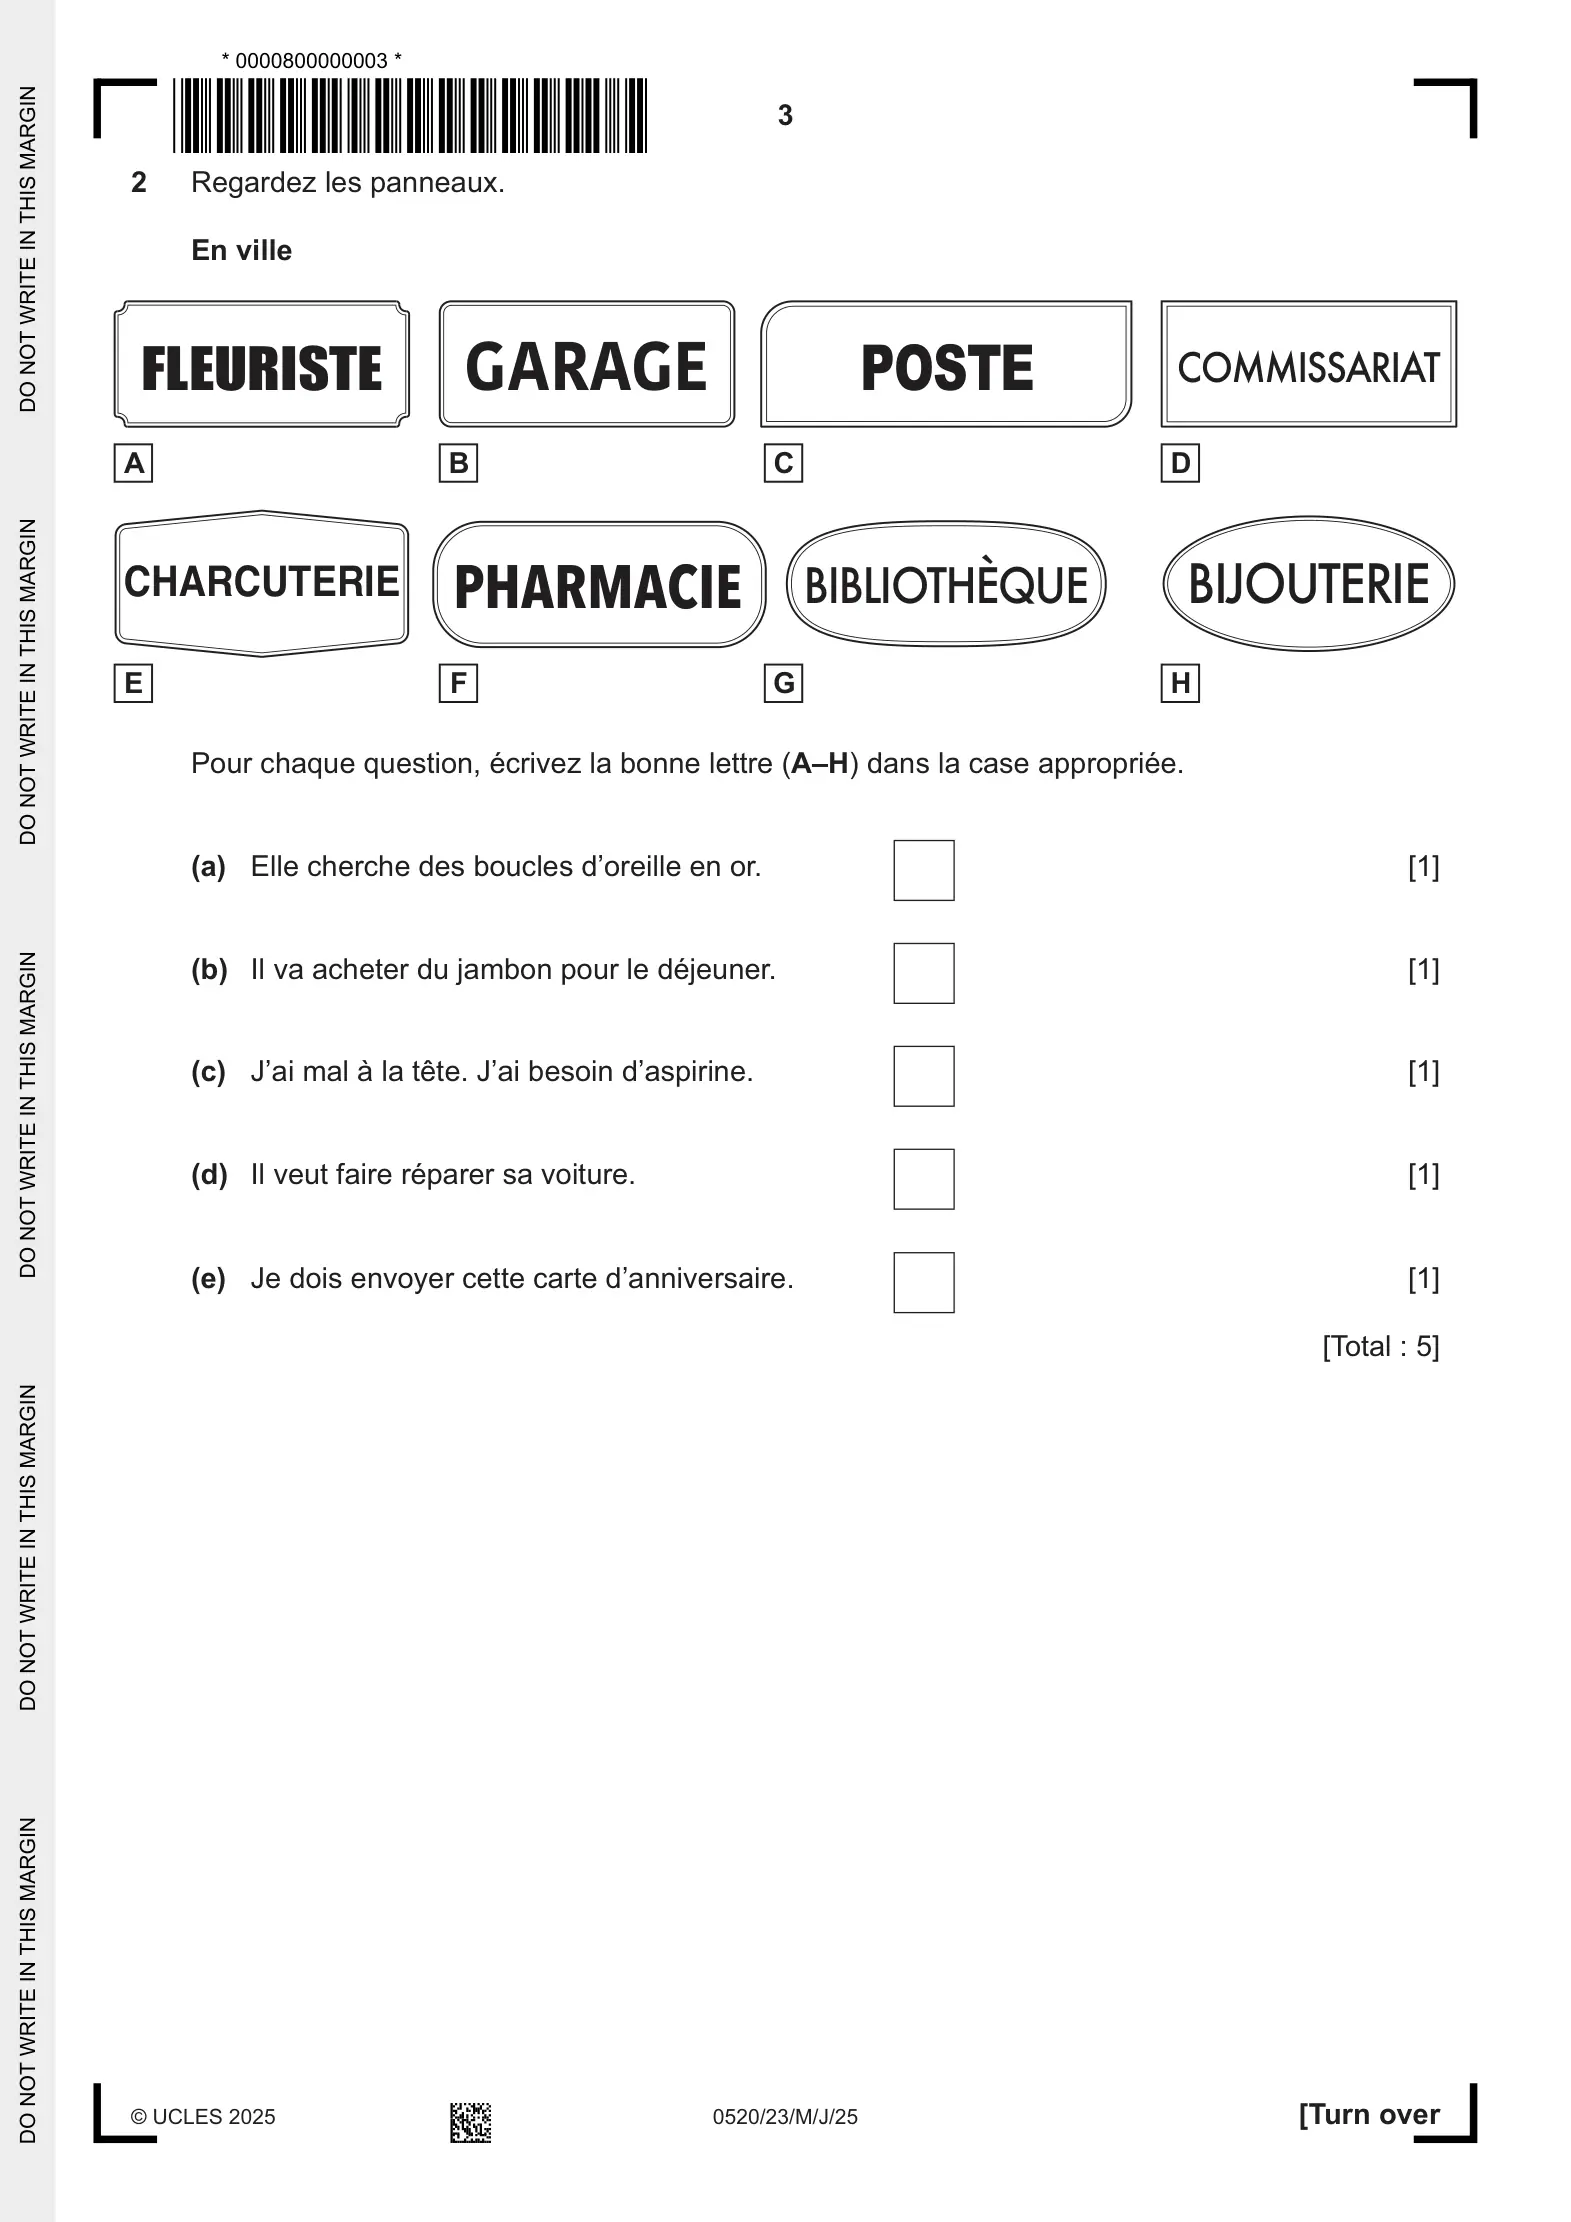 * 0000800000003 *
3
2 Regardez les panneaux.
En ville
FLEURISTE GARAGE POSTE COMMISSARIAT
A B C D
CHARCUTERIE PHARMACIE BIBLIOTHÈQUE BIJOUTERIE
E F G H
Pour chaque question, écrivez la bonne lettre (A–H) dans la case appropriée.
(a) Elle cherche des boucles d’oreille en or. [1]
(b) Il va acheter du jambon pour le déjeuner. [1]
(c) J’ai mal à la tête. J’ai besoin d’aspirine. [1]
(d) Il veut faire réparer sa voiture. [1]
(e) Je dois envoyer cette carte d’anniversaire. [1]
[Total : 5]
© UCLES 2025 0520/23/M/J/25 [Turn over
DO NOT WRITE IN THIS MARGIN
DO NOT WRITE IN THIS MARGIN
DO NOT WRITE IN THIS MARGIN
DO NOT WRITE IN THIS MARGIN
DO NOT WRITE IN THIS MARGIN